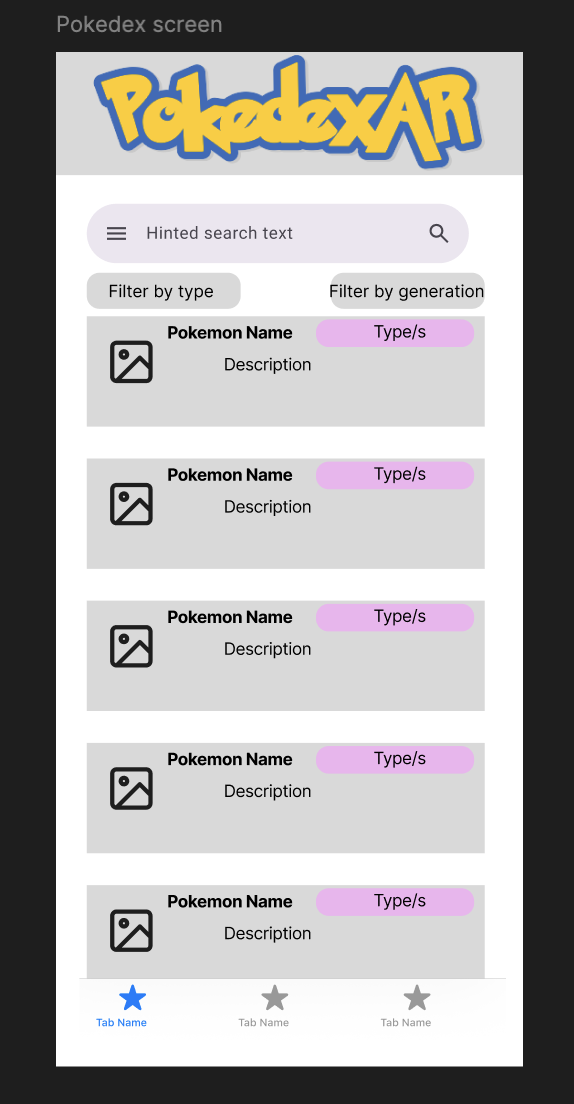 Pokedex screen
PokedexAR
Hinted search text
Filter by type
Filter by generation
Pokemon Name
Type/s
Description
Pokemon Name
Type/s
Description
Pokemon Name
Type/s
Description
Pokemon Name
Type/s
Description
Pokemon Name
Type/s
Description
Tab Name
Tab Name
Tab Name